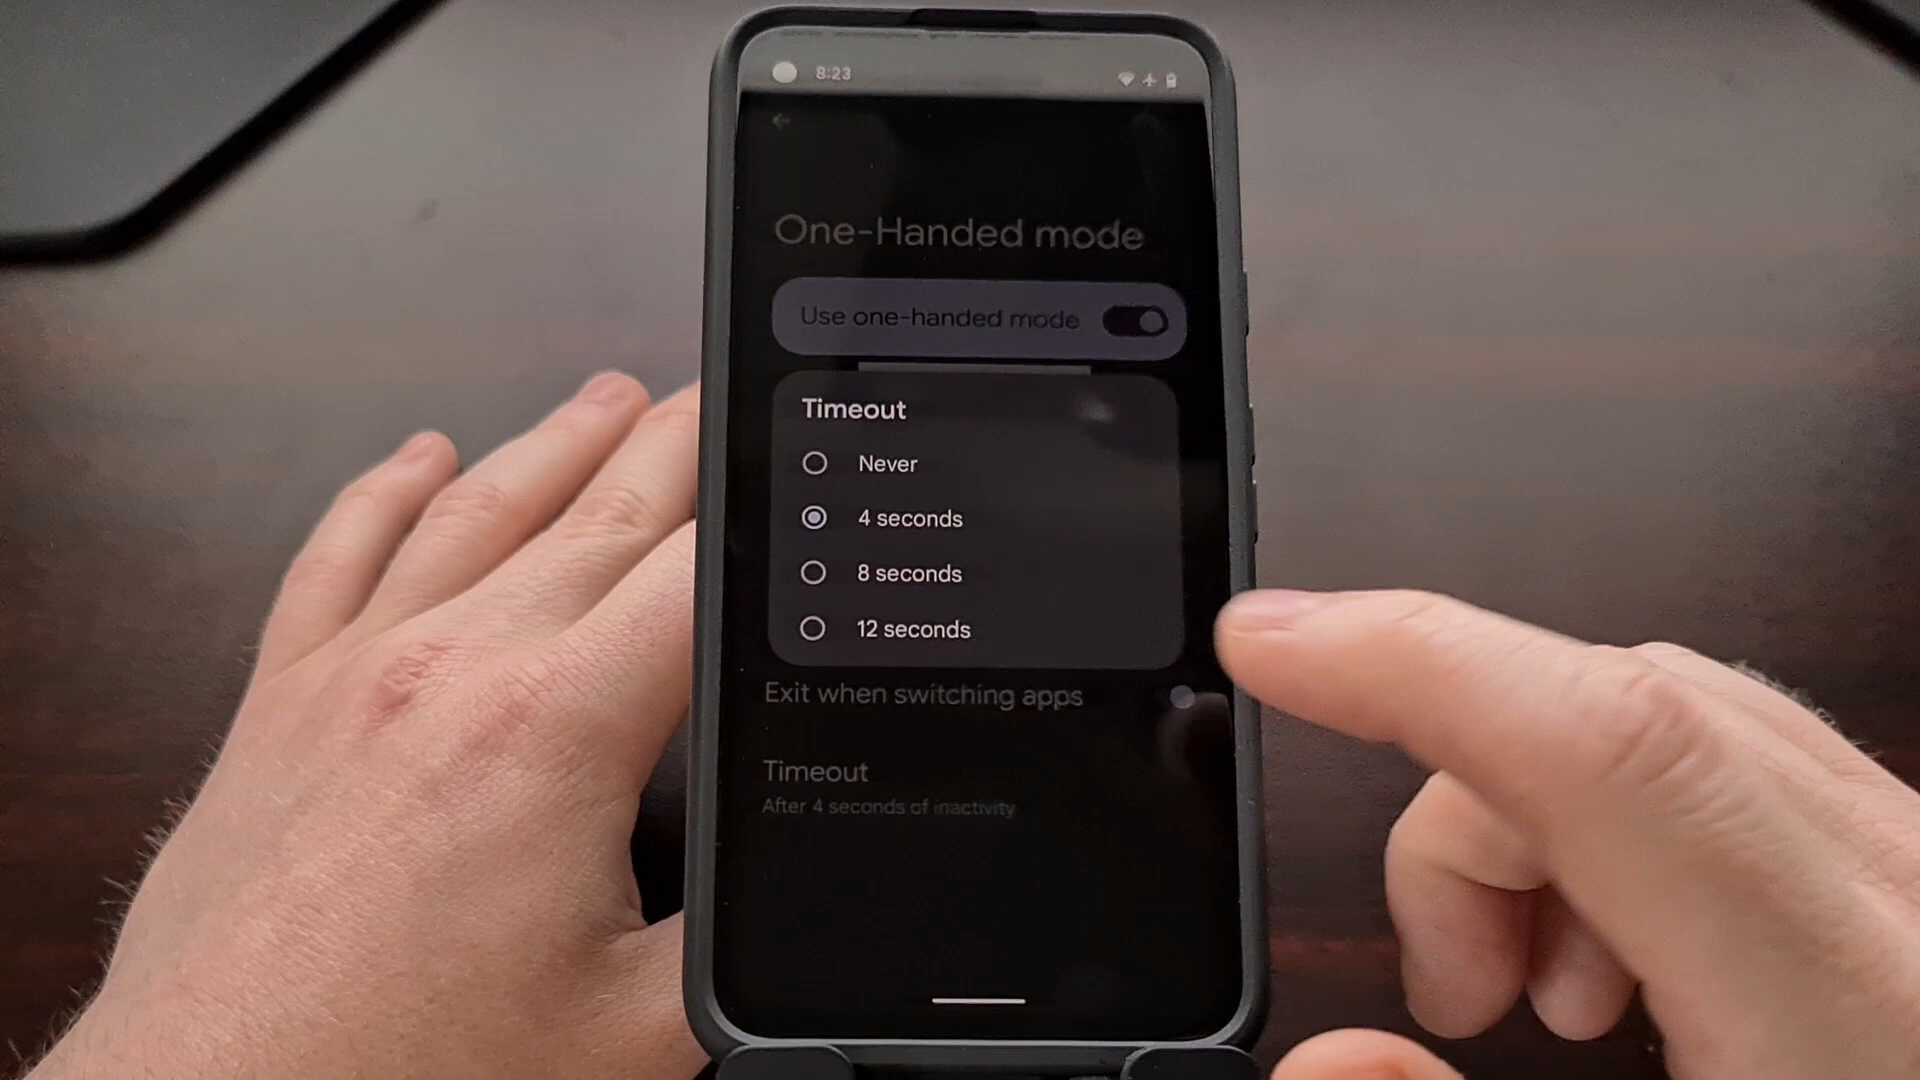 8:23
One-Handed mode
Use one-handed mode
Timeout
Never
4 seconds
8 seconds
12 seconds
Exit when switching apps
Timeout
After 4 seconds of inactivity